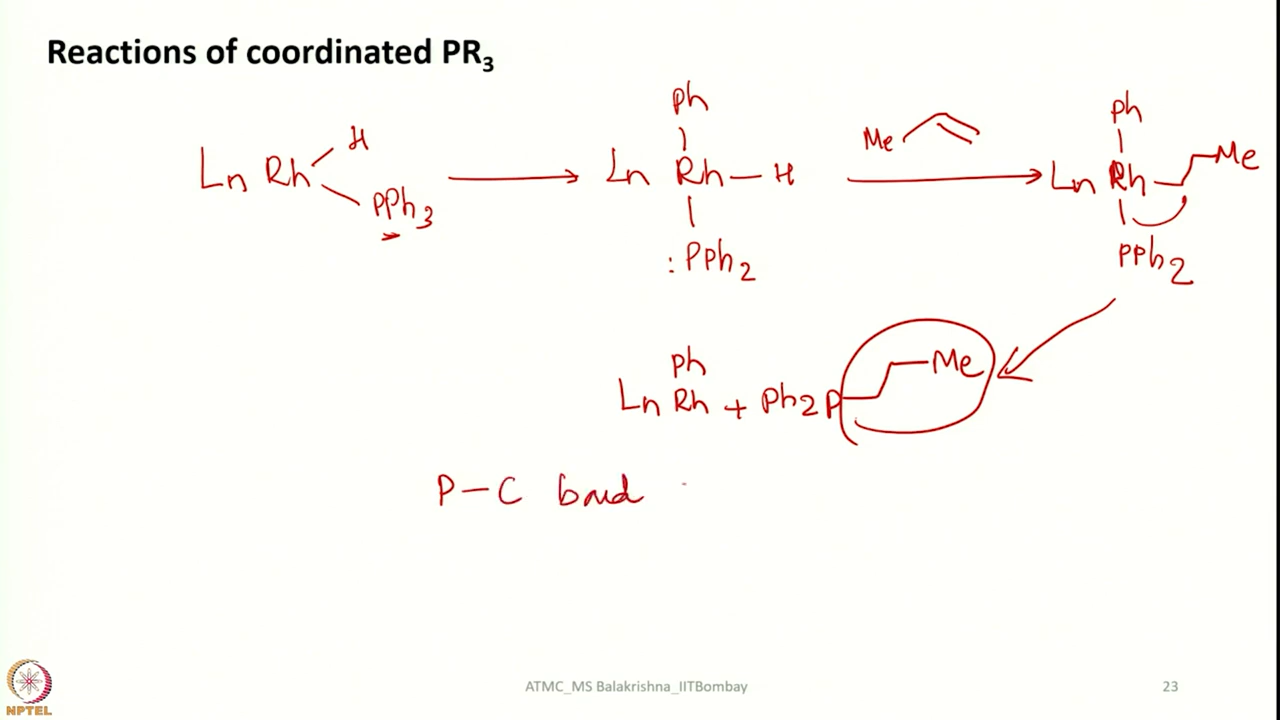 Reactions of coordinated PR3
Ln Rh H PPh3
Ph
Ln Rh — H
:PPh2
Me
Ph
Ln Rh Me
PPh2
Ph
Ln Rh + Ph2P Me
P — C bond
NPTEL
ATMC_MS Balakrishna_IITBombay
23